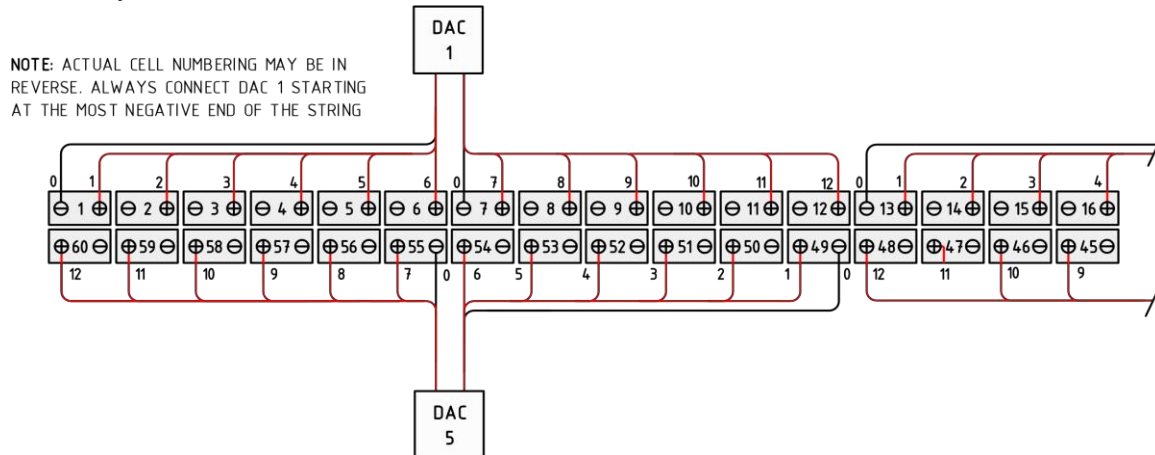 DAC
1
NOTE: ACTUAL CELL NUMBERING MAY BE IN
REVERSE. ALWAYS CONNECT DAC 1 STARTING
AT THE MOST NEGATIVE END OF THE STRING
0 1 2 3 4 5 6 0 7 8 9 10 11 12 0 1 2 3 4
1 2 3 4 5 6 7 8 9 10 11 12 13 14 15 16
60 59 58 57 56 55 54 53 52 51 50 49 48 47 46 45
12 11 10 9 8 7 0 6 5 4 3 2 1 0 12 11 10 9
DAC
5